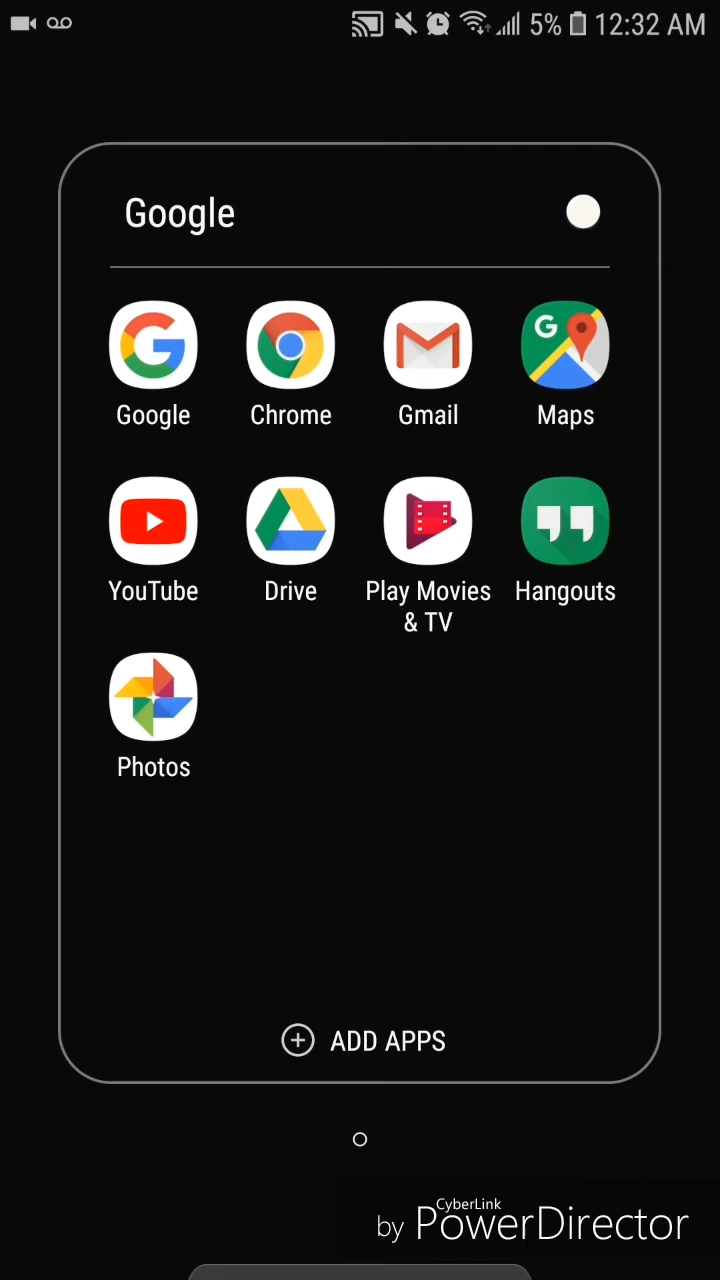 5% 12:32 AM
Google
Google Chrome Gmail Maps
YouTube Drive Play Movies & TV Hangouts
Photos
ADD APPS
by CyberLink PowerDirector